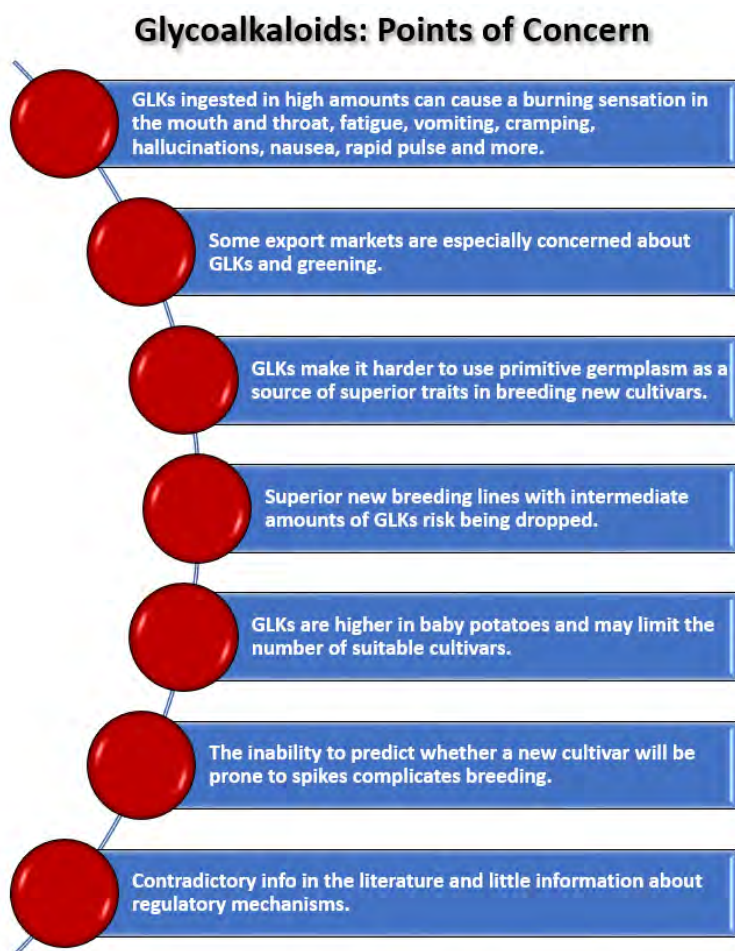 Glycoalkaloids: Points of Concern
GLKs ingested in high amounts can cause a burning sensation in
the mouth and throat, fatigue, vomiting, cramping,
hallucinations, nausea, rapid pulse and more.
Some export markets are especially concerned about
GLKs and greening.
GLKs make it harder to use primitive germplasm as a
source of superior traits in breeding new cultivars.
Superior new breeding lines with intermediate
amounts of GLKs risk being dropped.
GLKs are higher in baby potatoes and may limit the
number of suitable cultivars.
The inability to predict whether a new cultivar will be
prone to spikes complicates breeding.
Contradictory info in the literature and little information about
regulatory mechanisms.